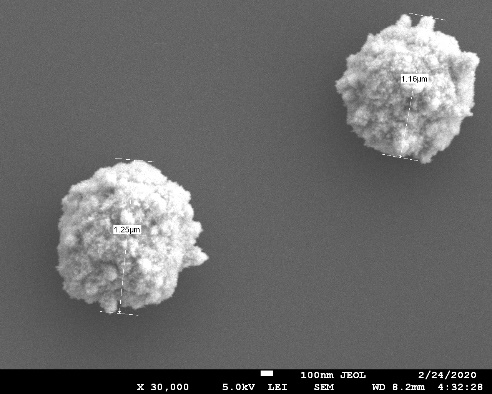 1.16µm
1.26µm
100nm JEOL 2/24/2020
X 30,000 5.0kV LEI SEM WD 8.2mm 4:32:28